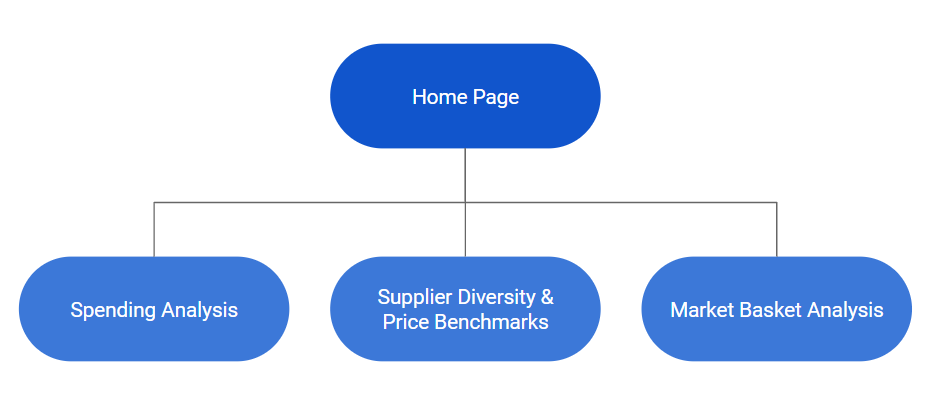 Home Page
Spending Analysis
Supplier Diversity &
Price Benchmarks
Market Basket Analysis